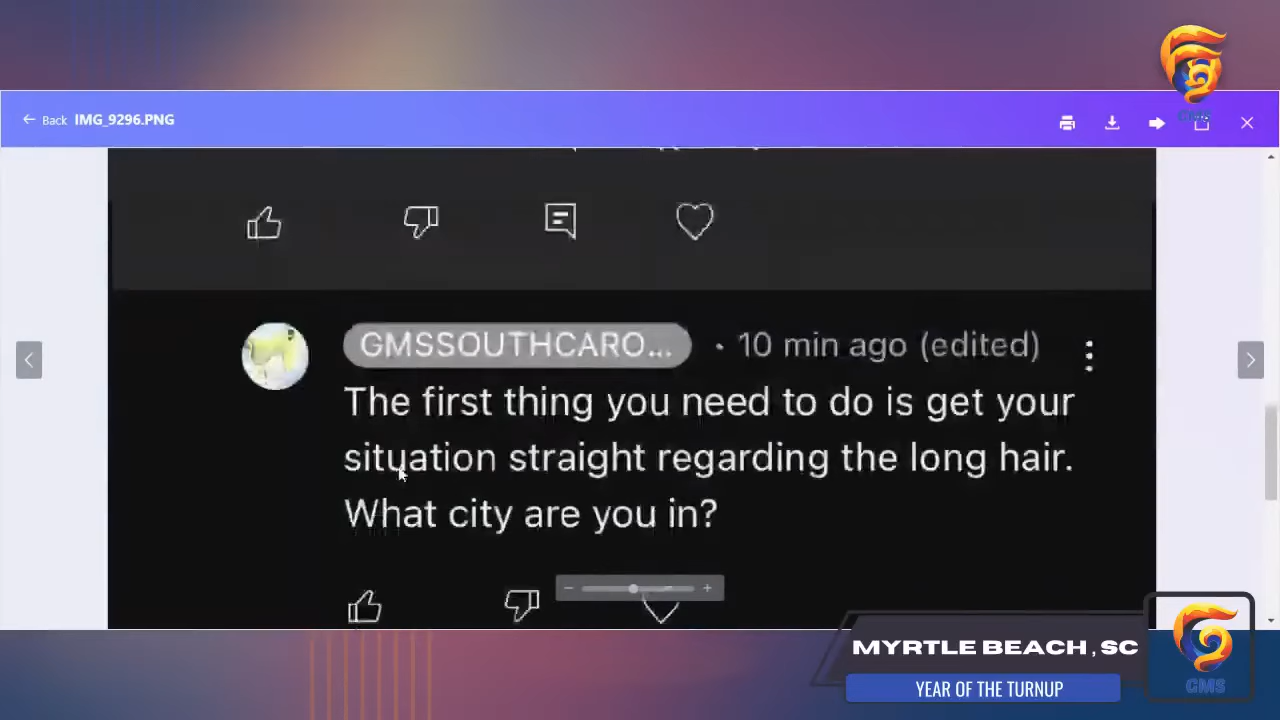 Back IMG_9296.PNG
GMSSOUTHCARO... · 10 min ago (edited)
The first thing you need to do is get your
situation straight regarding the long hair.
What city are you in?
MYRTLE BEACH, SC
YEAR OF THE TURNUP
GMS